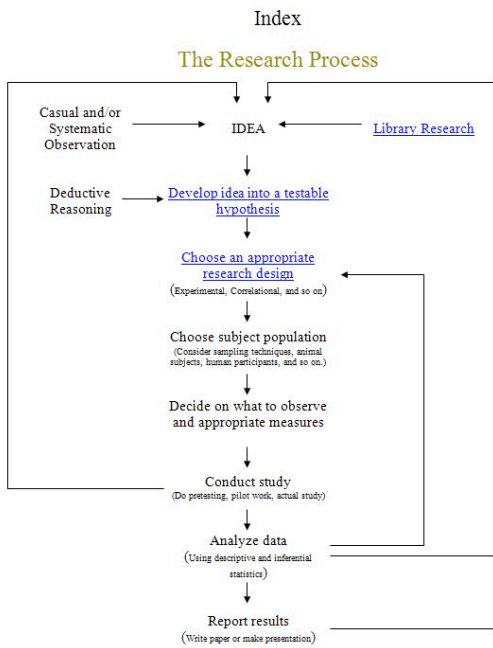 Index
The Research Process
Casual and/or
Systematic
Observation
IDEA
Library Research
Deductive
Reasoning
Develop idea into a testable
hypothesis
Choose an appropriate
research design
(Experimental, Correlational, and so on)
Choose subject population
(Consider sampling techniques, animal
subjects, human participants, and so on.)
Decide on what to observe
and appropriate measures
Conduct study
(Do pretesting, pilot work, actual study)
Analyze data
(Using descriptive and inferential
statistics)
Report results
(Write paper or make presentation)